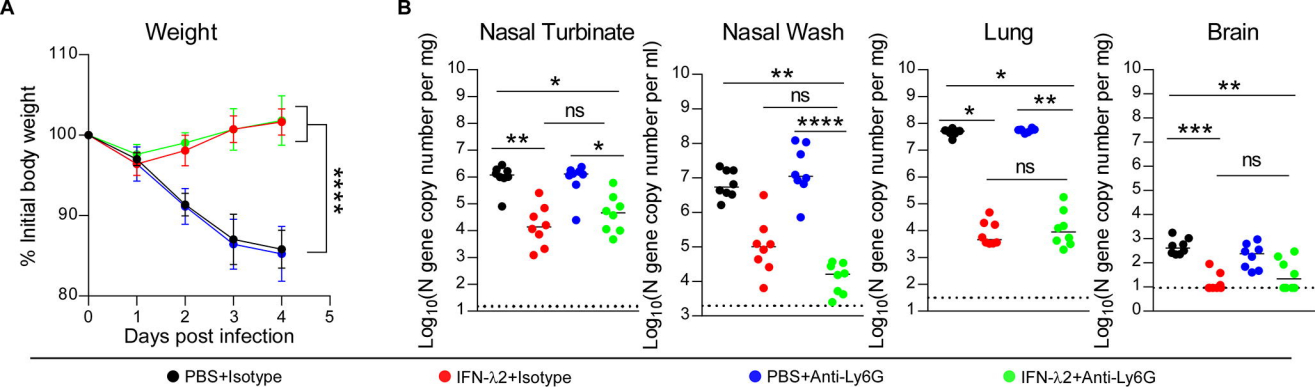 A
Weight
% Initial body weight
110
100
90
80
0 1 2 3 4 5
Days post infection
****
B
Nasal Turbinate
Log10(N gene copy number per mg)
10
9
8
7
6
5
4
3
2
1
*
ns
**
*
Nasal Wash
Log10(N gene copy number per ml)
10
9
8
7
6
5
4
3
**
ns
****
Lung
Log10(N gene copy number per mg)
10
9
8
7
6
5
4
3
2
1
*
*
**
ns
Brain
Log10(N gene copy number per mg)
10
9
8
7
6
5
4
3
2
1
0
**
***
ns
PBS+Isotype
IFN-λ2+Isotype
PBS+Anti-Ly6G
IFN-λ2+Anti-Ly6G